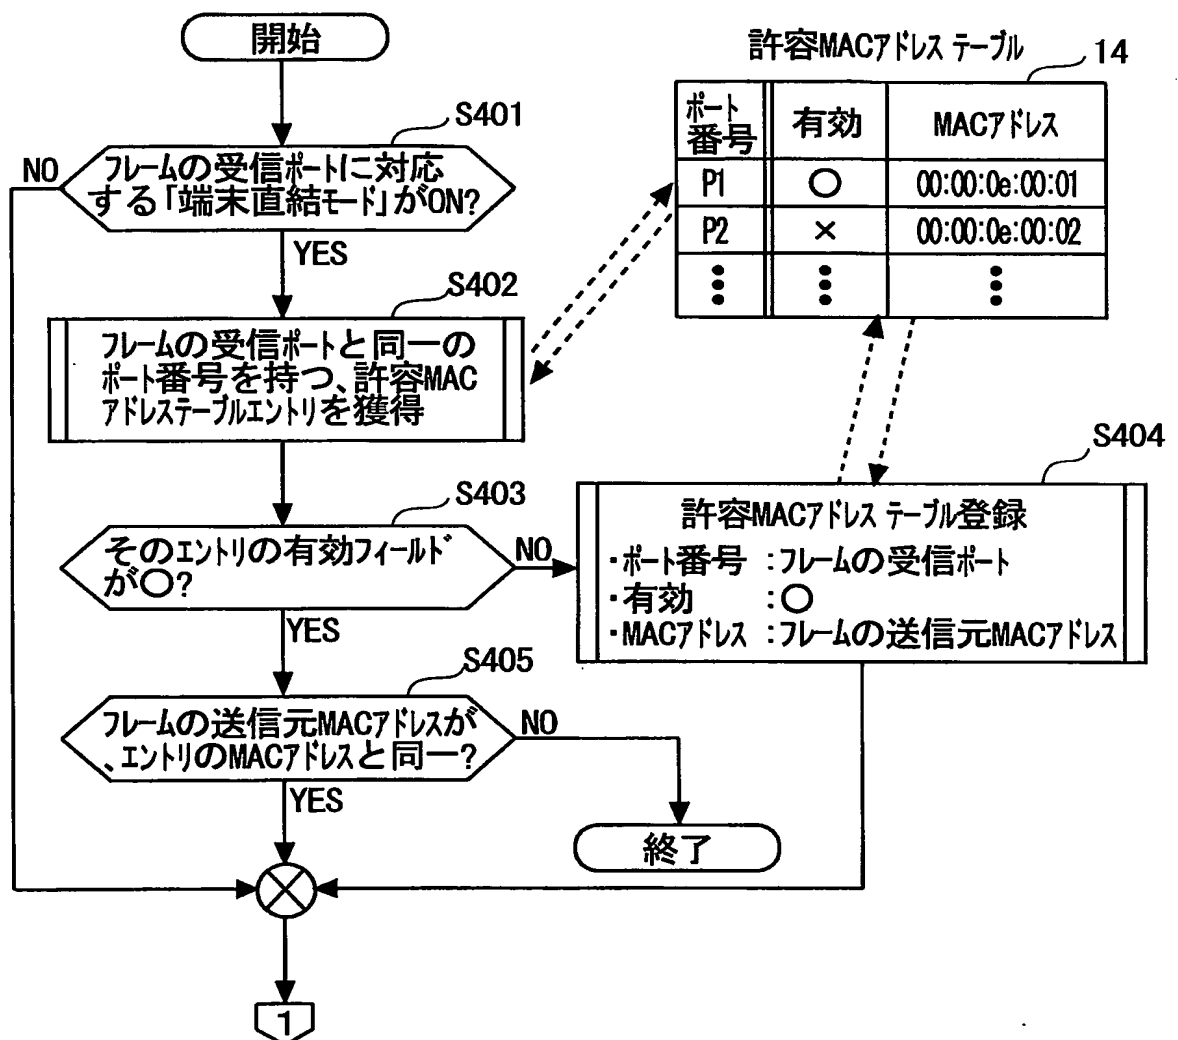 開始
S401
フレームの受信ポートに対応
する「端末直結モード」がON?
NO
YES
S402
フレームの受信ポートと同一の
ポート番号を持つ、許容MAC
アドレステーブルエントリを獲得
S403
そのエントリの有効フィールド
が〇?
NO
YES
S405
フレームの送信元MACアドレスが
、エントリのMACアドレスと同一?
NO
YES
終了
1
許容MACアドレス テーブル
14
ポート
番号
有効
MACアドレス
P1 〇 00:00:0e:00:01
P2 × 00:00:0e:00:02
S404
許容MACアドレス テーブル登録
・ポート番号 :フレームの受信ポート
・有効 :〇
・MACアドレス :フレームの送信元MACアドレス